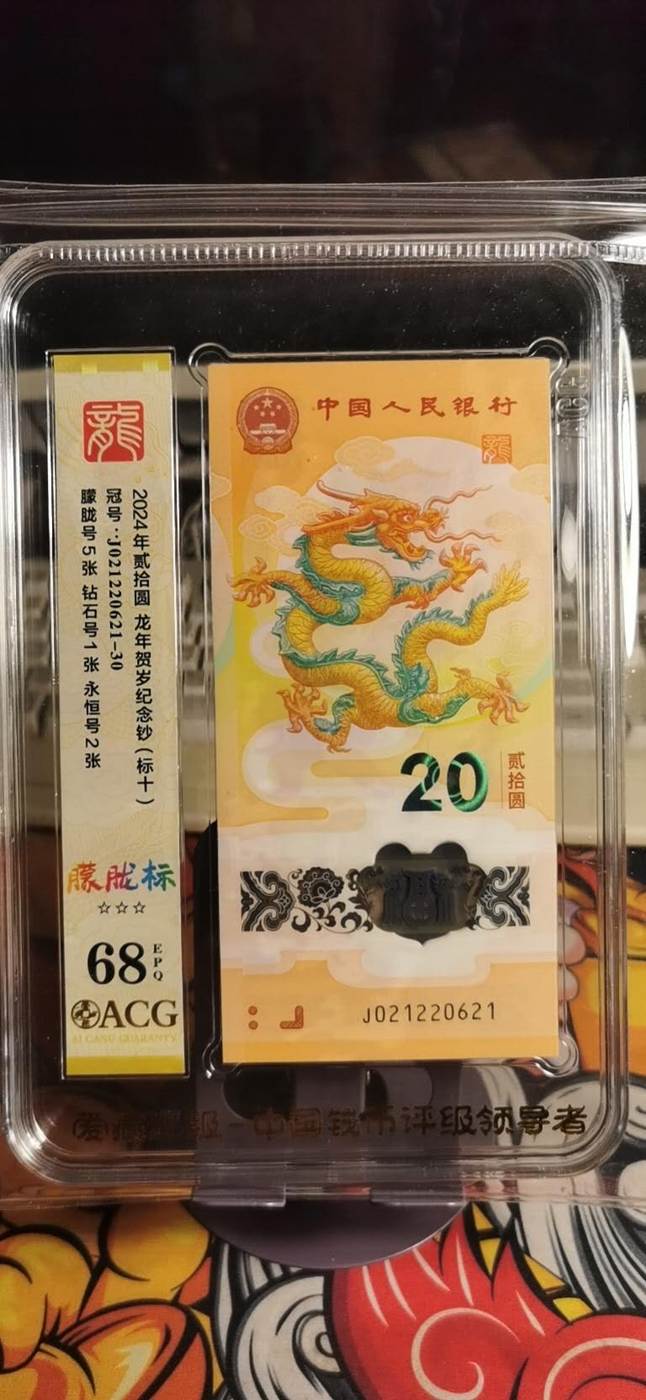 龍
2024年贰拾圆 龙年贺岁纪念钞(标十)
冠号:J021220621-30
朦胧号5张 钻石号1张 永恒号2张
朦胧标
☆☆☆
68 EPQ
ACG
AI CANG GUARANTY
中国人民银行
龍
20 贰拾圆
J021220621
中国钱币评级领导者